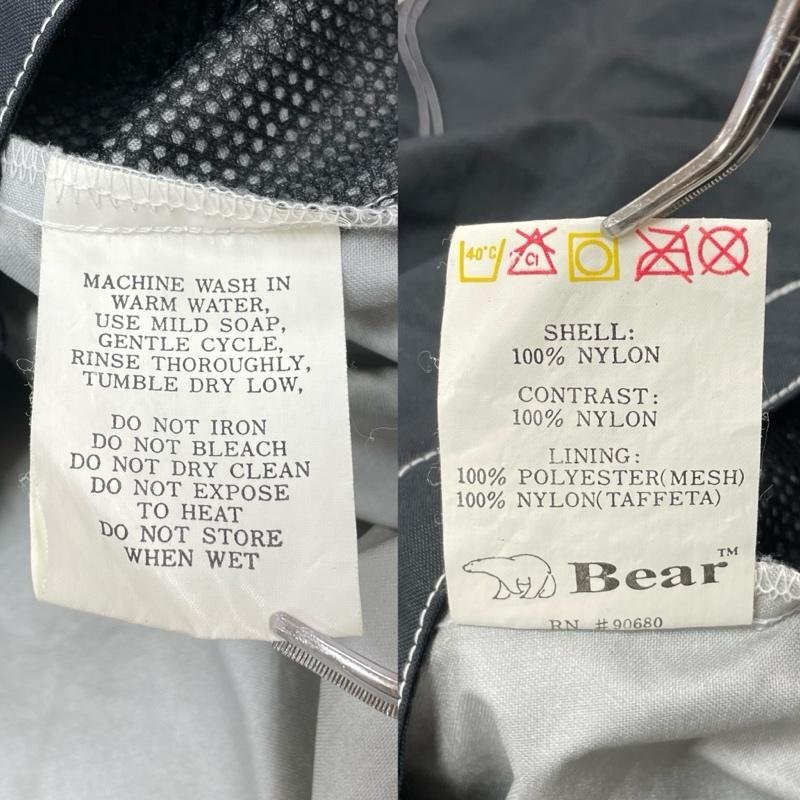 MACHINE WASH IN
WARM WATER,
USE MILD SOAP,
GENTLE CYCLE,
RINSE THOROUGHLY,
TUMBLE DRY LOW,
DO NOT IRON
DO NOT BLEACH
DO NOT DRY CLEAN
DO NOT EXPOSE
TO HEAT
DO NOT STORE
WHEN WET
40°C Cl
SHELL:
100% NYLON
CONTRAST:
100% NYLON
LINING:
100% POLYESTER(MESH)
100% NYLON(TAFFETA)
Bear™
RN #90680